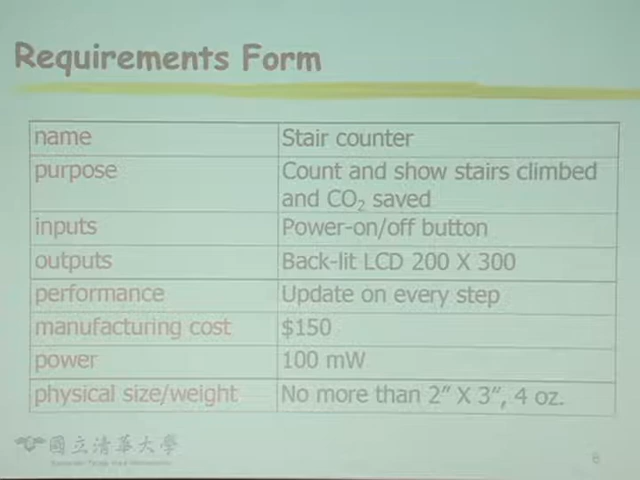 Requirements Form
name Stair counter
purpose Count and show stairs climbed
and CO₂ saved
inputs Power-on/off button
outputs Back-lit LCD 200 X 300
performance Update on every step
manufacturing cost $150
power 100 mW
physical size/weight No more than 2" X 3", 4 oz.
國立清華大學
6